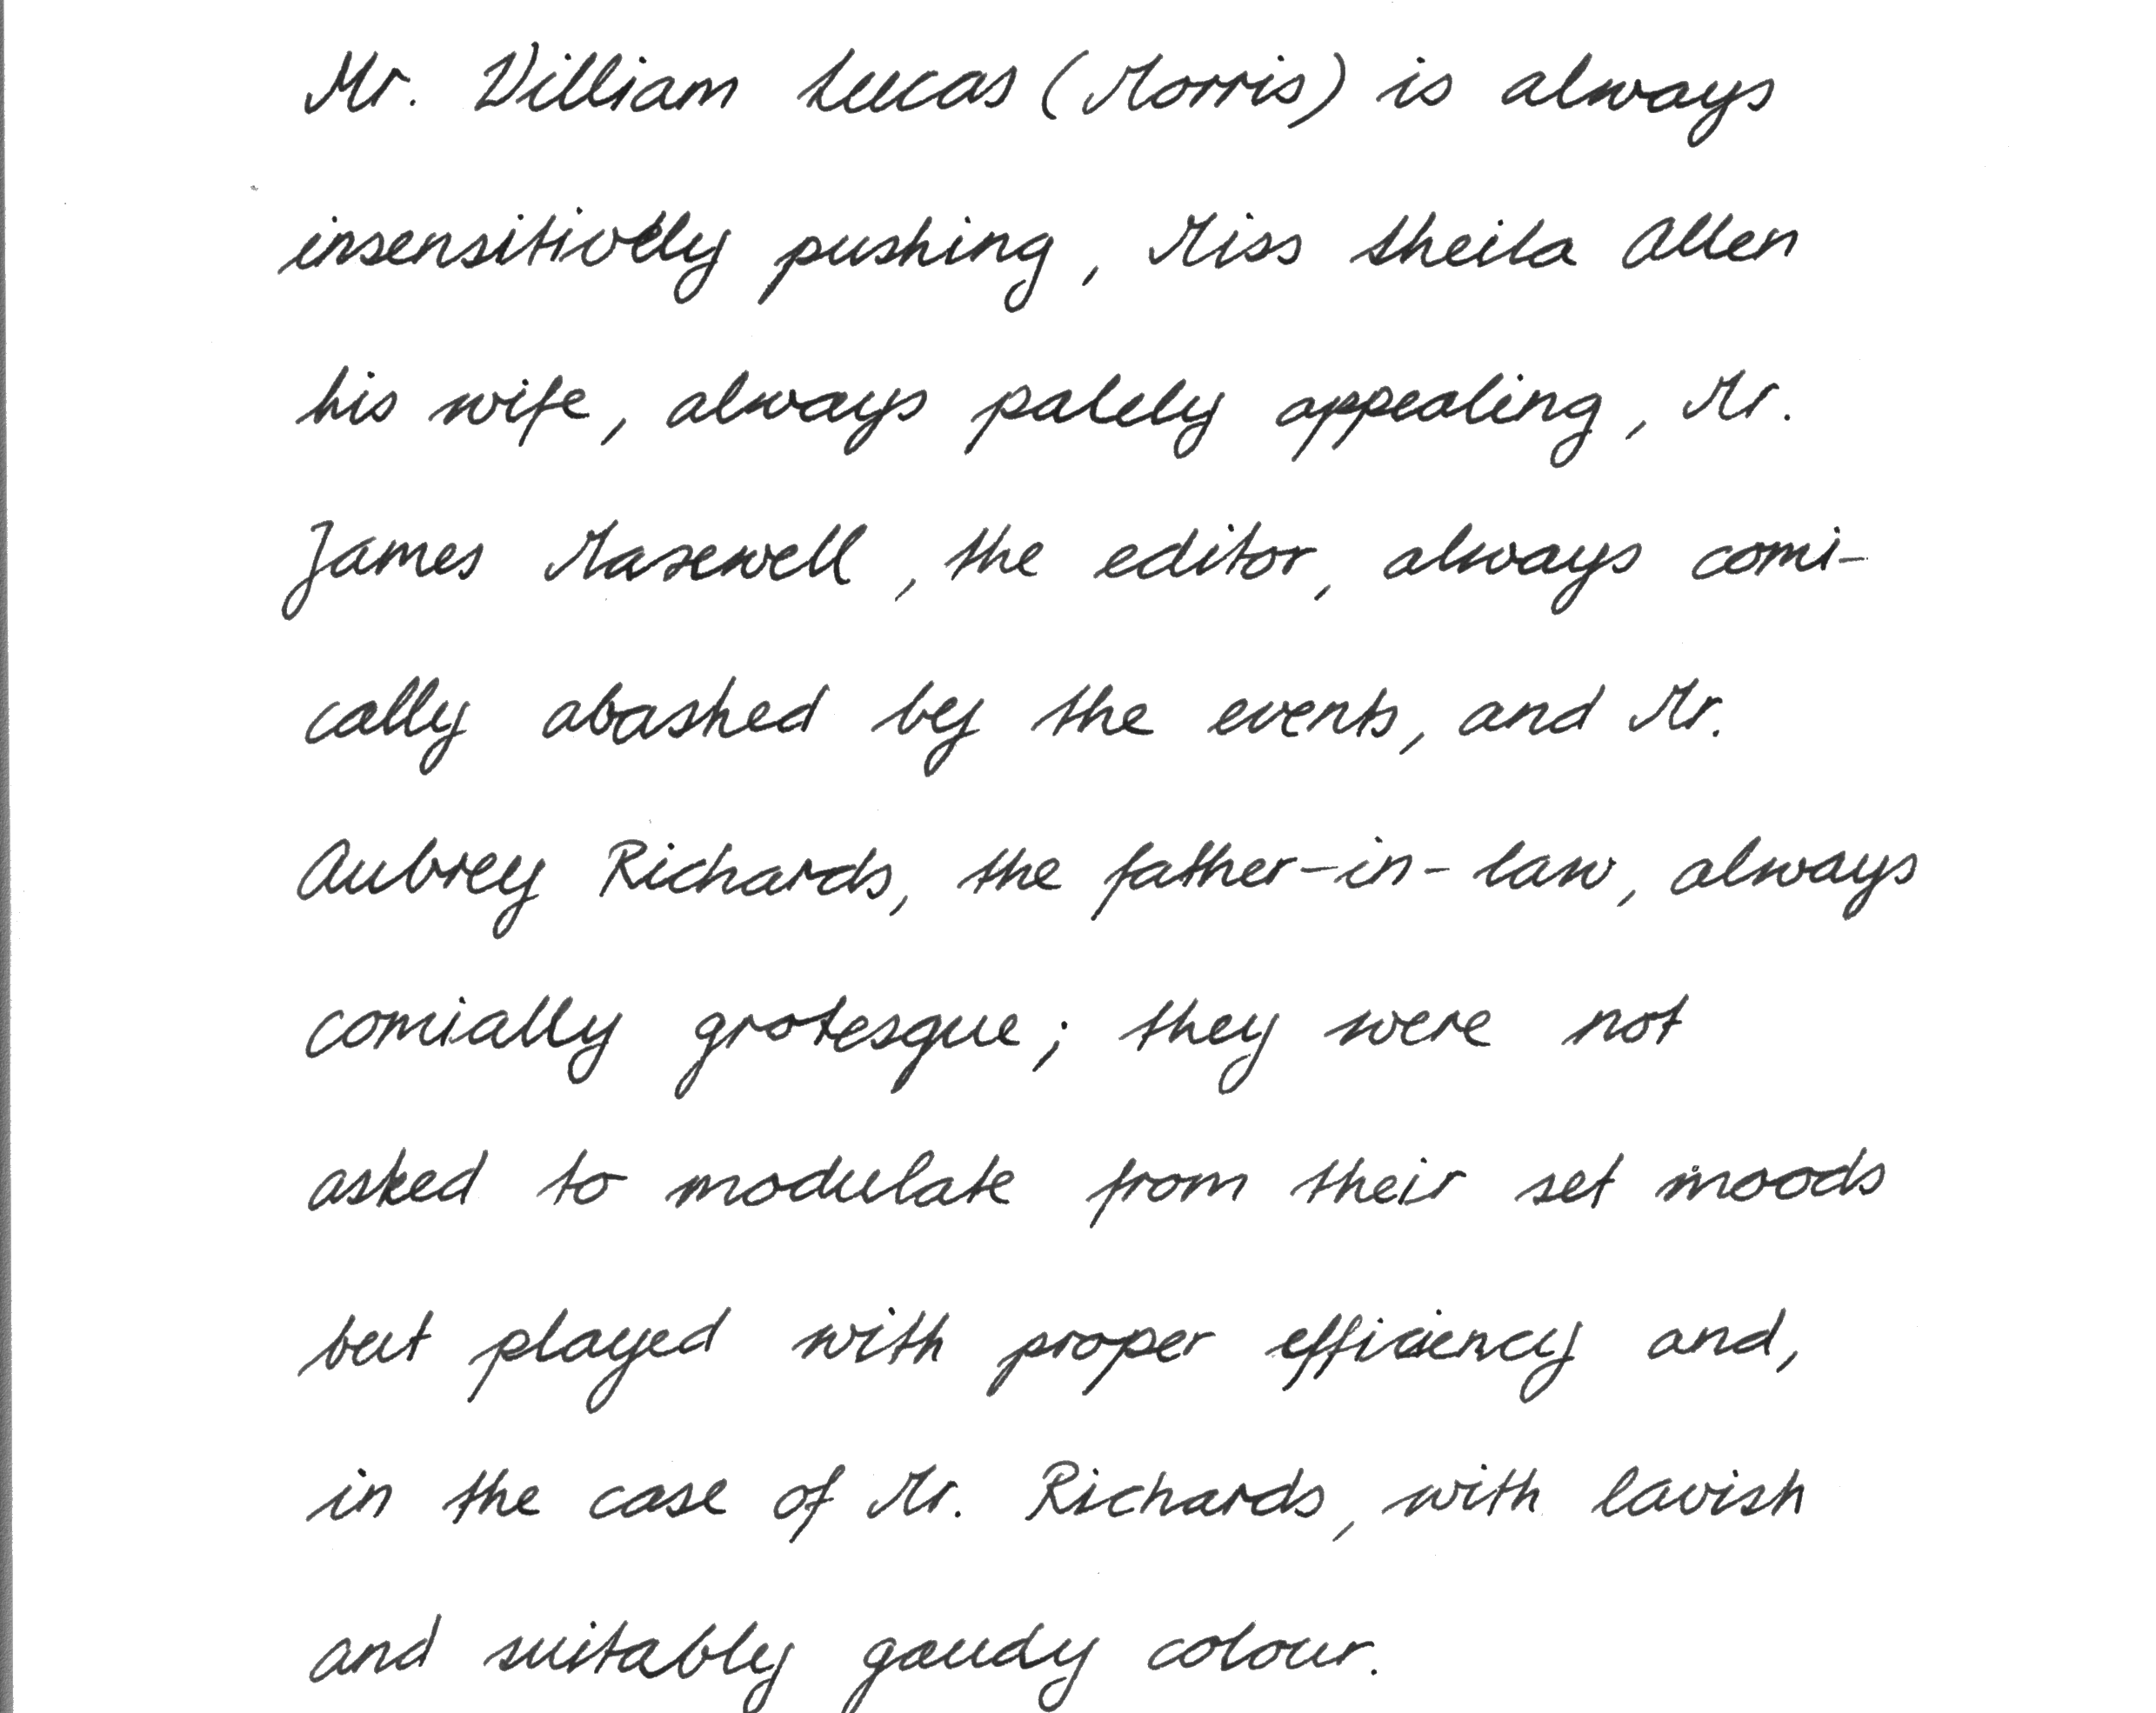 Mr. William Lucas (Morris) is always
insensitively pushing, Miss Sheila Allen
his wife, always palely appealing, Mr.
James Maxwell, the editor, always comi-
cally abashed by the events, and Mr.
Aubrey Richards, the father-in-law, always
comially grotesque; they were not
asked to modulate from their set moods
but played with proper efficiency and,
in the case of Mr. Richards, with lavish
and suitably gaudy colour.